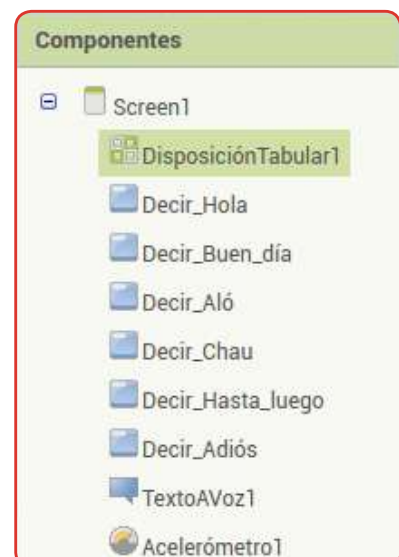 Componentes
Screen1
DisposiciónTabular1
Decir_Hola
Decir_Buen_día
Decir_Aló
Decir_Chau
Decir_Hasta_luego
Decir_Adiós
TextoAVoz1
Acelerómetro1